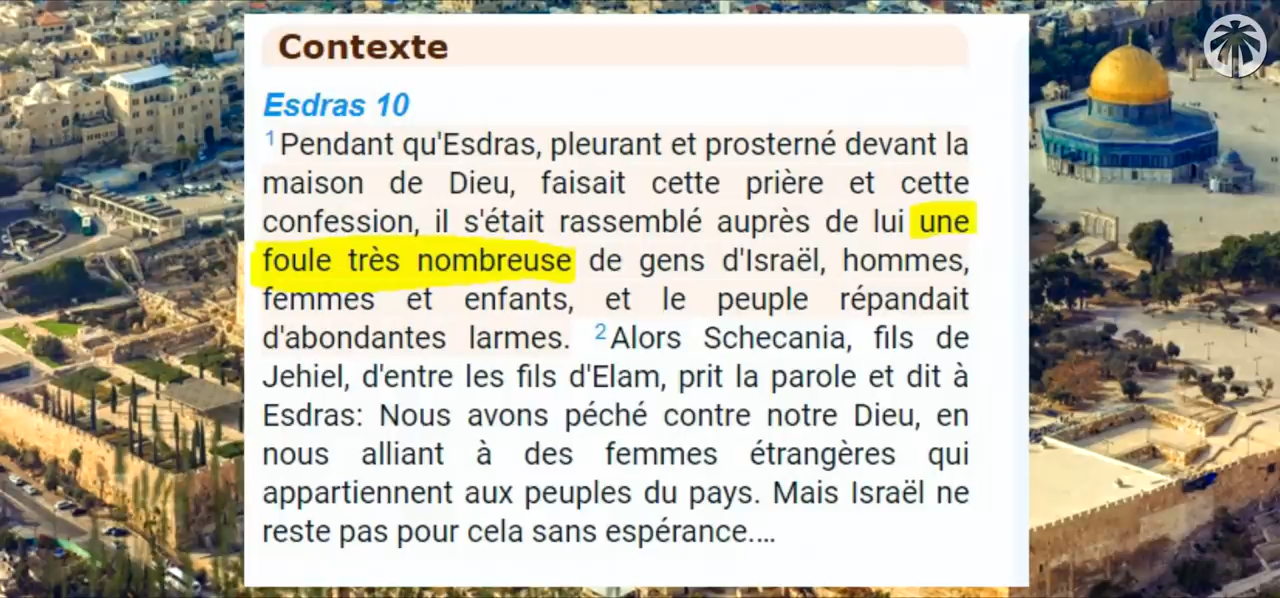 Contexte
Esdras 10
1 Pendant qu'Esdras, pleurant et prosterné devant la
maison de Dieu, faisait cette prière et cette
confession, il s'était rassemblé auprès de lui une
foule très nombreuse de gens d'Israël, hommes,
femmes et enfants, et le peuple répandait
d'abondantes larmes. 2 Alors Schecania, fils de
Jehiel, d'entre les fils d'Elam, prit la parole et dit à
Esdras: Nous avons péché contre notre Dieu, en
nous alliant à des femmes étrangères qui
appartiennent aux peuples du pays. Mais Israël ne
reste pas pour cela sans espérance....